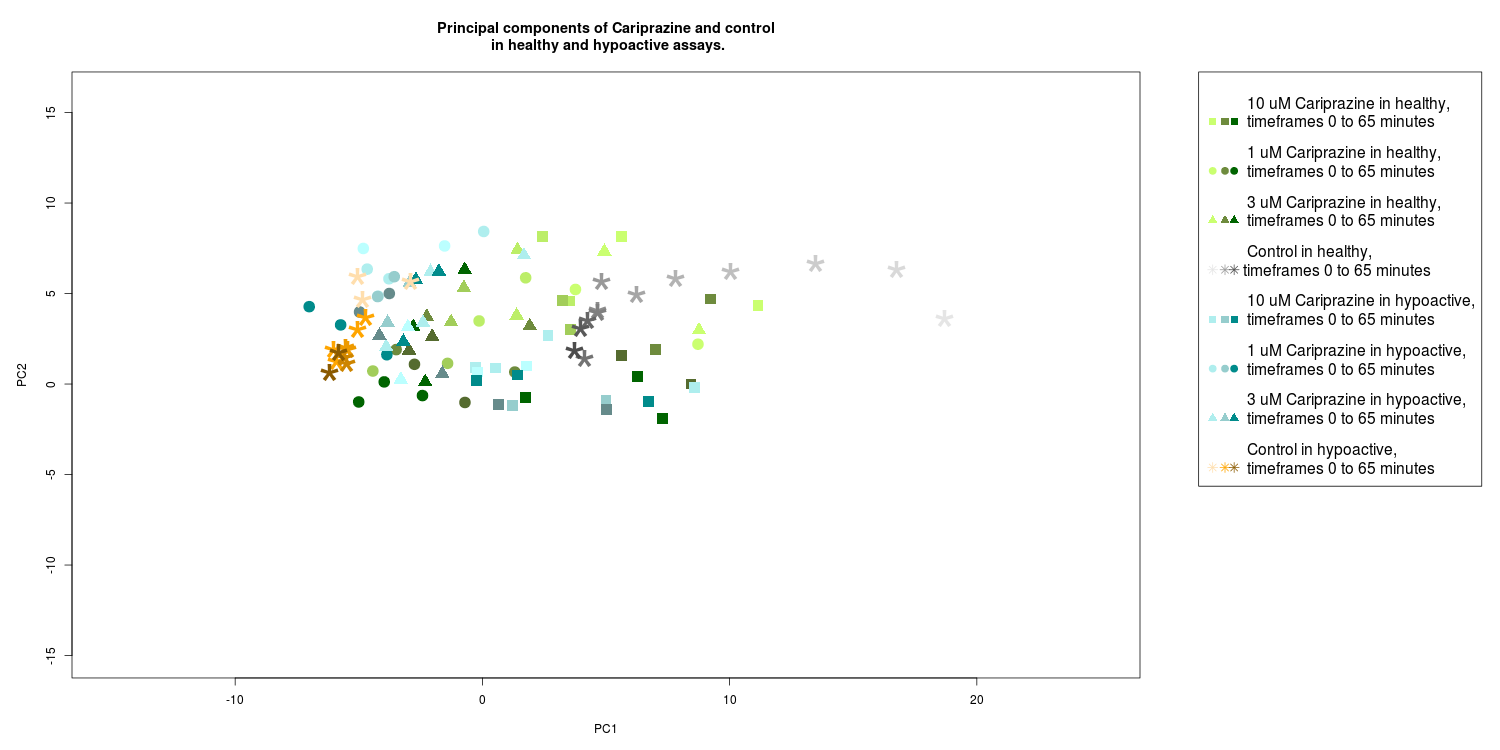 Principal components of Cariprazine and control
in healthy and hypoactive assays.
15
10
5
0
-5
-10
-15
PC2
-10
0
10
20
PC1
10 uM Cariprazine in healthy,
timeframes 0 to 65 minutes
1 uM Cariprazine in healthy,
timeframes 0 to 65 minutes
3 uM Cariprazine in healthy,
timeframes 0 to 65 minutes
Control in healthy,
timeframes 0 to 65 minutes
10 uM Cariprazine in hypoactive,
timeframes 0 to 65 minutes
1 uM Cariprazine in hypoactive,
timeframes 0 to 65 minutes
3 uM Cariprazine in hypoactive,
timeframes 0 to 65 minutes
Control in hypoactive,
timeframes 0 to 65 minutes